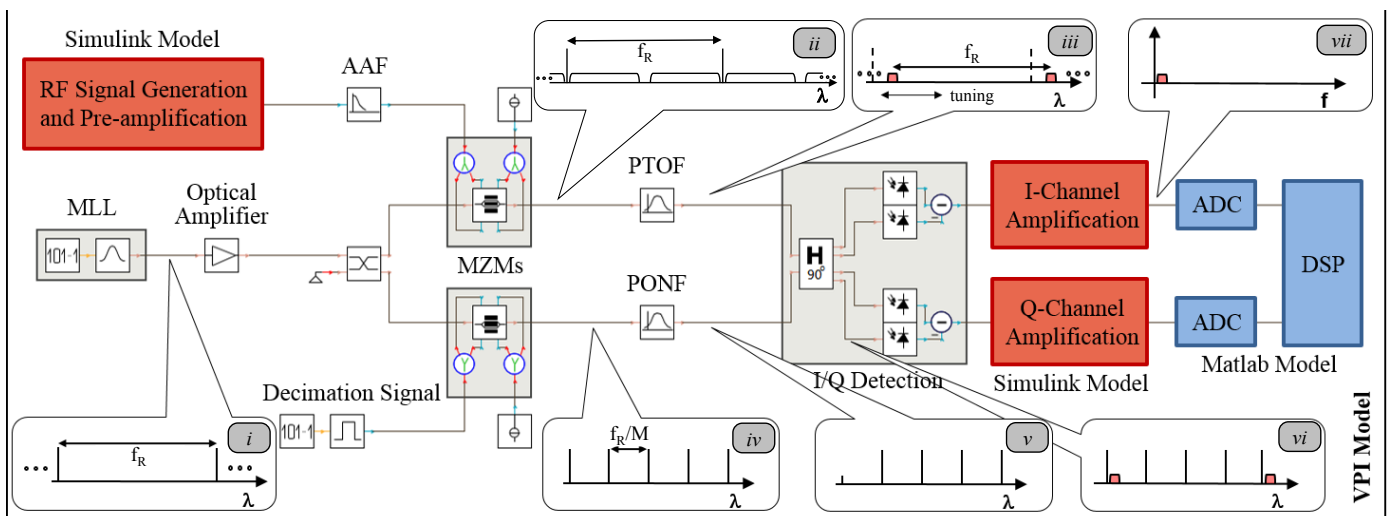 Simulink Model
RF Signal Generation
and Pre-amplification
AAF
f_R
ii
λ
f_R
iii
tuning
λ
vii
f
MLL
101-1
Optical
Amplifier
MZMs
PTOF
PONF
H
90°
I/Q Detection
I-Channel
Amplification
Q-Channel
Amplification
Simulink Model
ADC
ADC
DSP
Matlab Model
VPI Model
Decimation Signal
101-1
f_R
i
λ
f_R/M
iv
λ
v
λ
vi
λ